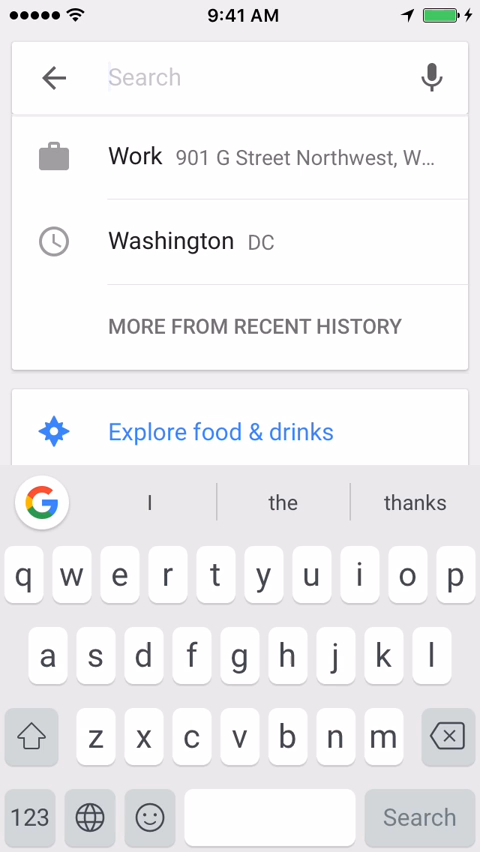 9:41 AM
Search
Work 901 G Street Northwest, W...
Washington DC
MORE FROM RECENT HISTORY
Explore food & drinks
G I the thanks
q w e r t y u i o p
a s d f g h j k l
z x c v b n m
123 Search